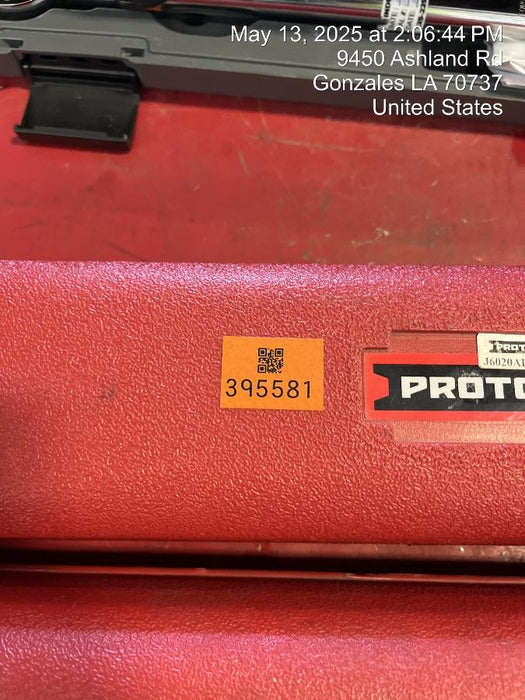 May 13, 2025 at 2:06:44 PM
9450 Ashland Rd
Gonzales LA 70737
United States
395581
PROTO